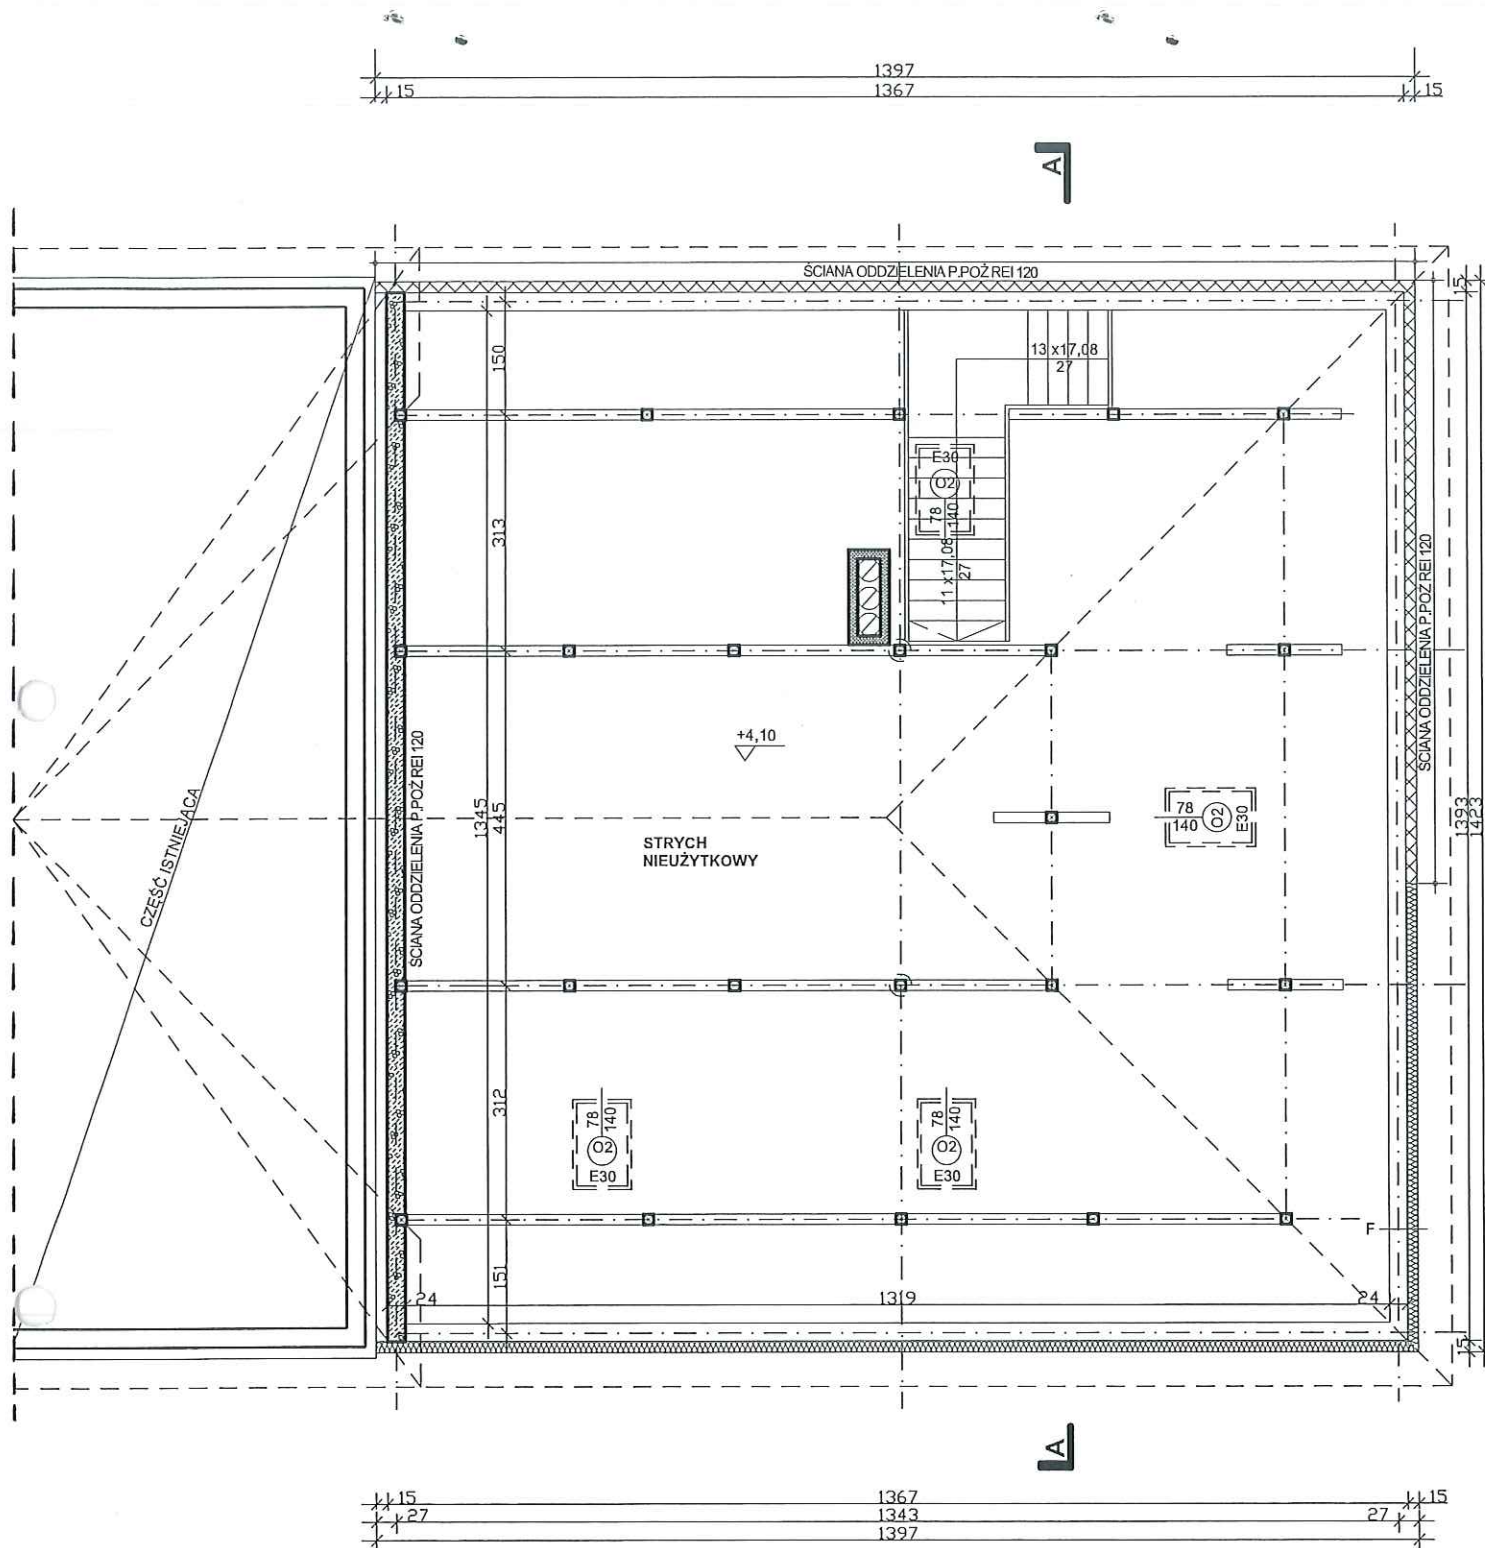 1397
15
1367
15
A
ŚCIANA ODDZIELENIA P.POŻ REI 120
15
150
13 x17,08
27
E30
O2
78
140
313
11 x17,08
27
ŚCIANA ODDZIELENIA P.POŻ REI 120
ŚCIANA ODDZIELENIA P.POŻ REI 120
+4,10
CZĘŚĆ ISTNIEJĄCA
1345
445
78
140
O2
E30
1393
1423
STRYCH
NIEUŻYTKOWY
312
78
140
O2
E30
78
140
O2
E30
F
151
24
1319
24
15
A
15
1367
15
27
1343
27
1397